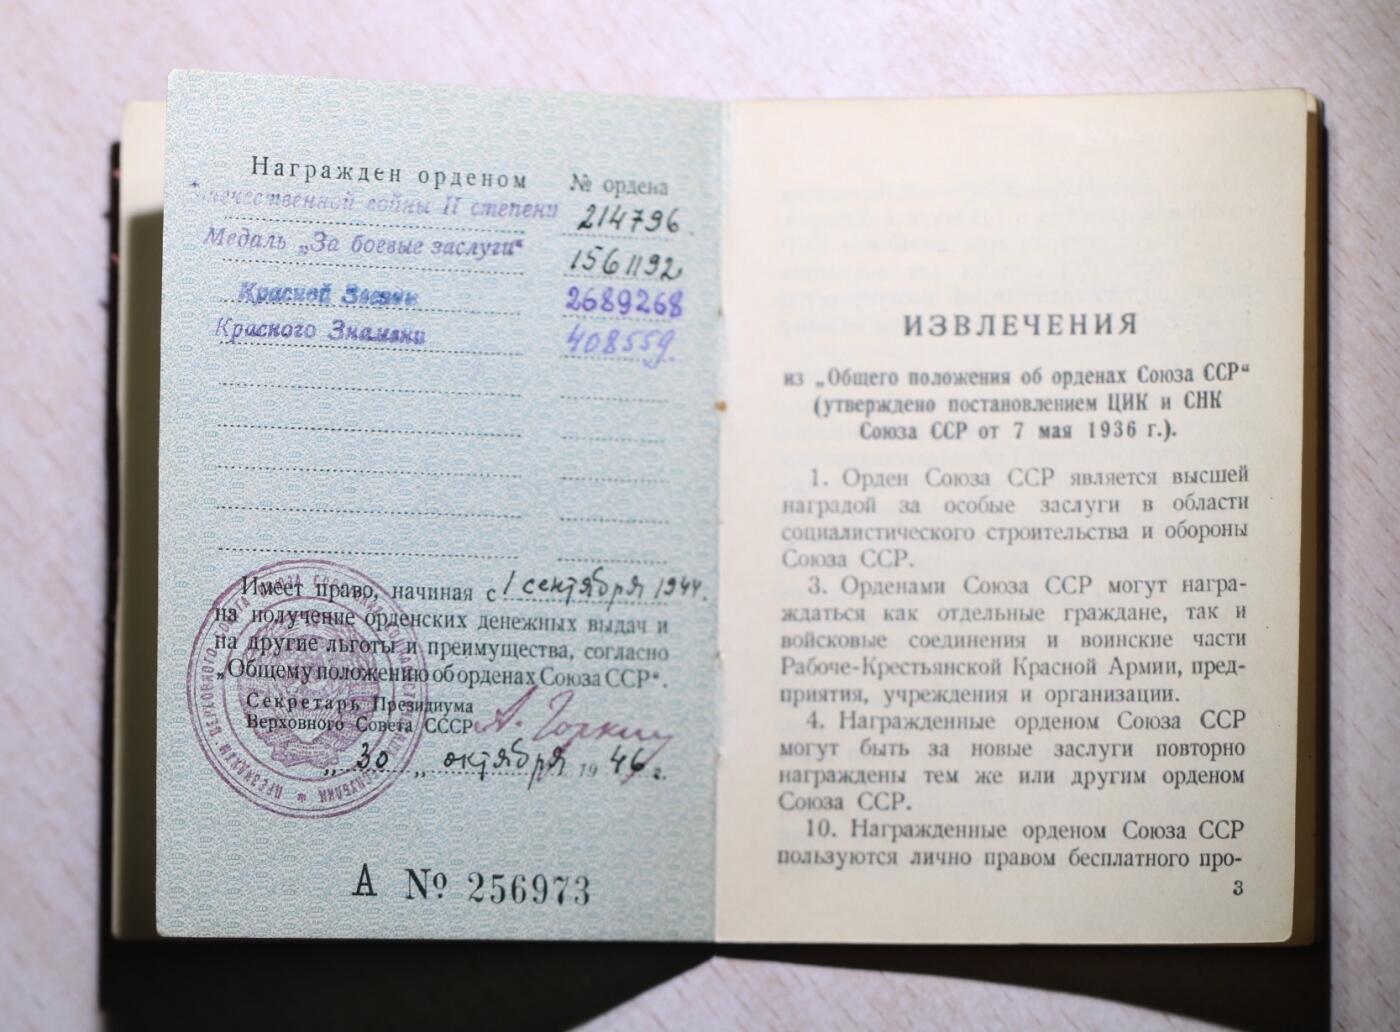 Награжден орденом № ордена
Отечественной войны II степени 214796
Медаль „За боевые заслуги“ 1561192
Красной Звезды 2689268
Красного Знамени 408559.
Имеет право, начиная с 1 сентября 1944.
на получение орденских денежных выдач и
на другие льготы и преимущества, согласно
„Общему положению об орденах Союза ССР“.
Секретарь Президиума
Верховного Совета СССР А. Горкин
„30„ октября 1946 г.
А № 256973
ИЗВЛЕЧЕНИЯ
из „Общего положения об орденах Союза ССР“
(утверждено постановлением ЦИК и СНК
Союза ССР от 7 мая 1936 г.).
1. Орден Союза ССР является высшей
наградой за особые заслуги в области
социалистического строительства и обороны
Союза ССР.
3. Орденами Союза ССР могут награ-
ждаться как отдельные граждане, так и
войсковые соединения и воинские части
Рабоче-Крестьянской Красной Армии, пред-
приятия, учреждения и организации.
4. Награжденные орденом Союза ССР
могут быть за новые заслуги повторно
награждены тем же или другим орденом
Союза ССР.
10. Награжденные орденом Союза ССР
пользуются лично правом бесплатного про-
3